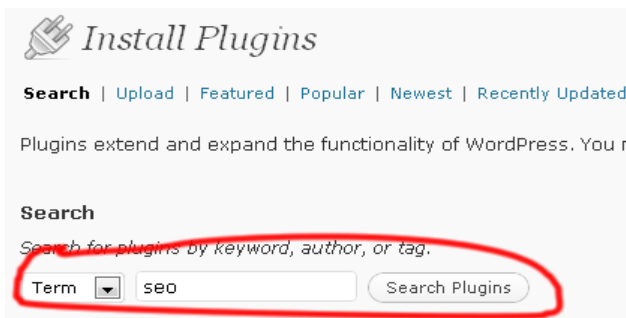 Install Plugins
Search | Upload | Featured | Popular | Newest | Recently Updated
Plugins extend and expand the functionality of WordPress. You
Search
Search for plugins by keyword, author, or tag.
Term seo Search Plugins